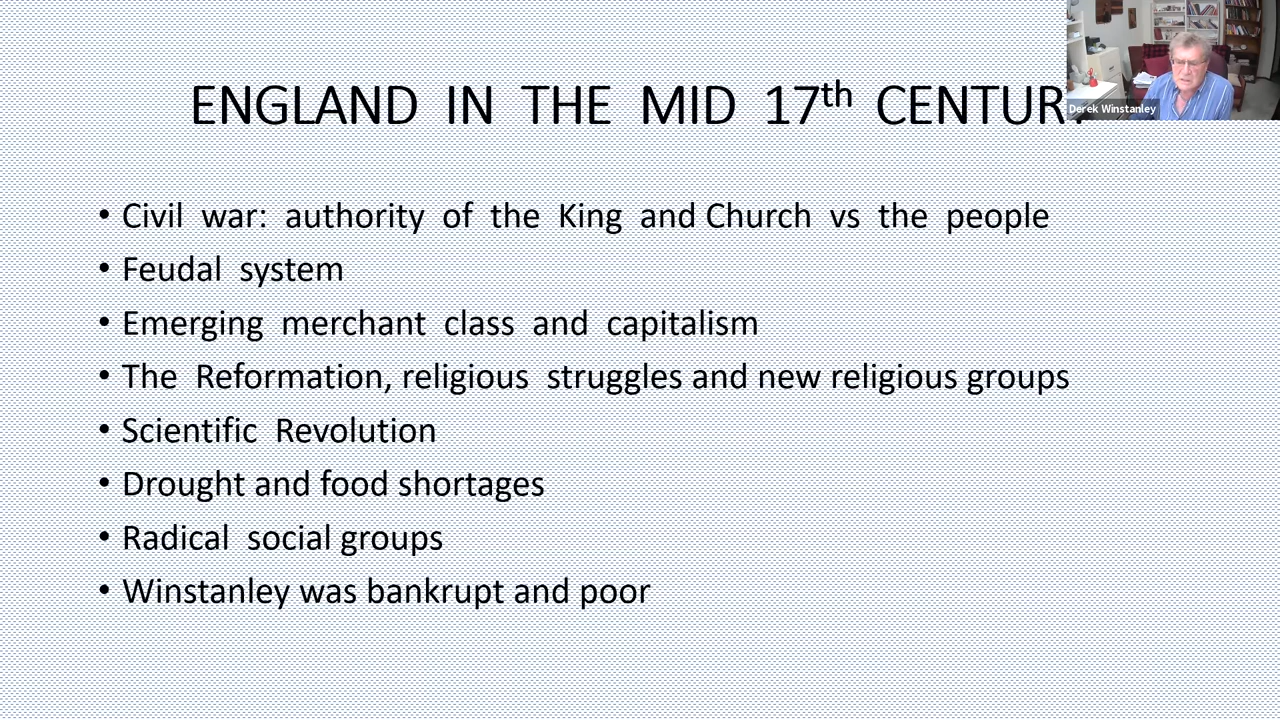 ENGLAND IN THE MID 17th CENTURY
Derek Winstanley
• Civil war: authority of the King and Church vs the people
• Feudal system
• Emerging merchant class and capitalism
• The Reformation, religious struggles and new religious groups
• Scientific Revolution
• Drought and food shortages
• Radical social groups
• Winstanley was bankrupt and poor